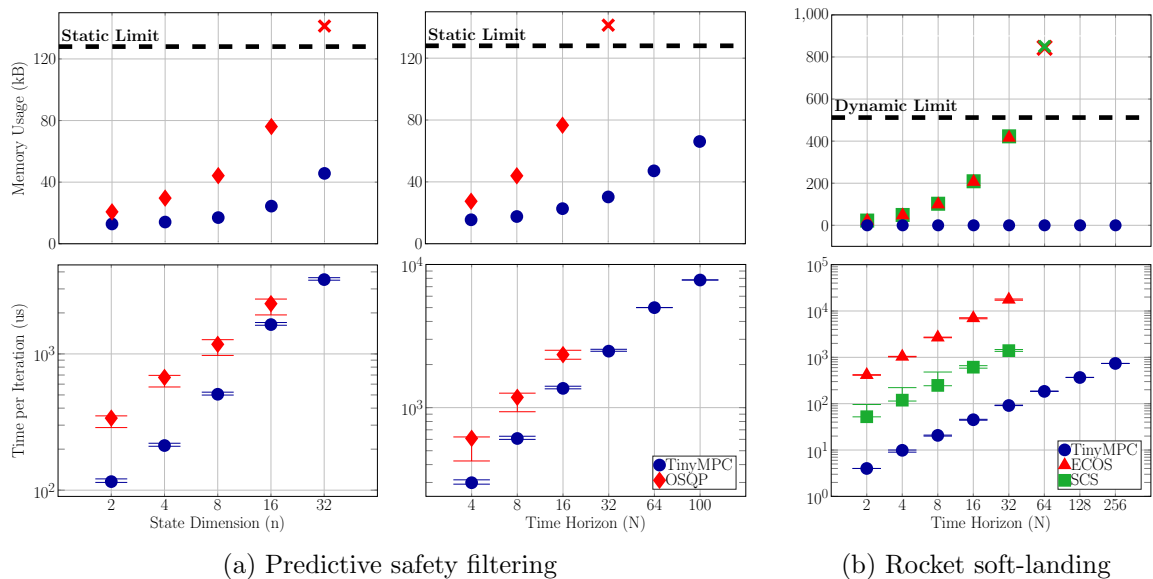 Memory Usage (kB)
Static Limit
120
80
40
0
Static Limit
120
80
40
0
1,000
800
600
400
200
0
Dynamic Limit
Time per Iteration (us)
10^3
10^2
2 4 8 16 32
State Dimension (n)
10^4
10^3
TinyMPC
OSQP
4 8 16 32 64 100
Time Horizon (N)
10^5
10^4
10^3
10^2
10^1
10^0
TinyMPC
ECOS
SCS
2 4 8 16 32 64 128 256
Time Horizon (N)
(a) Predictive safety filtering
(b) Rocket soft-landing